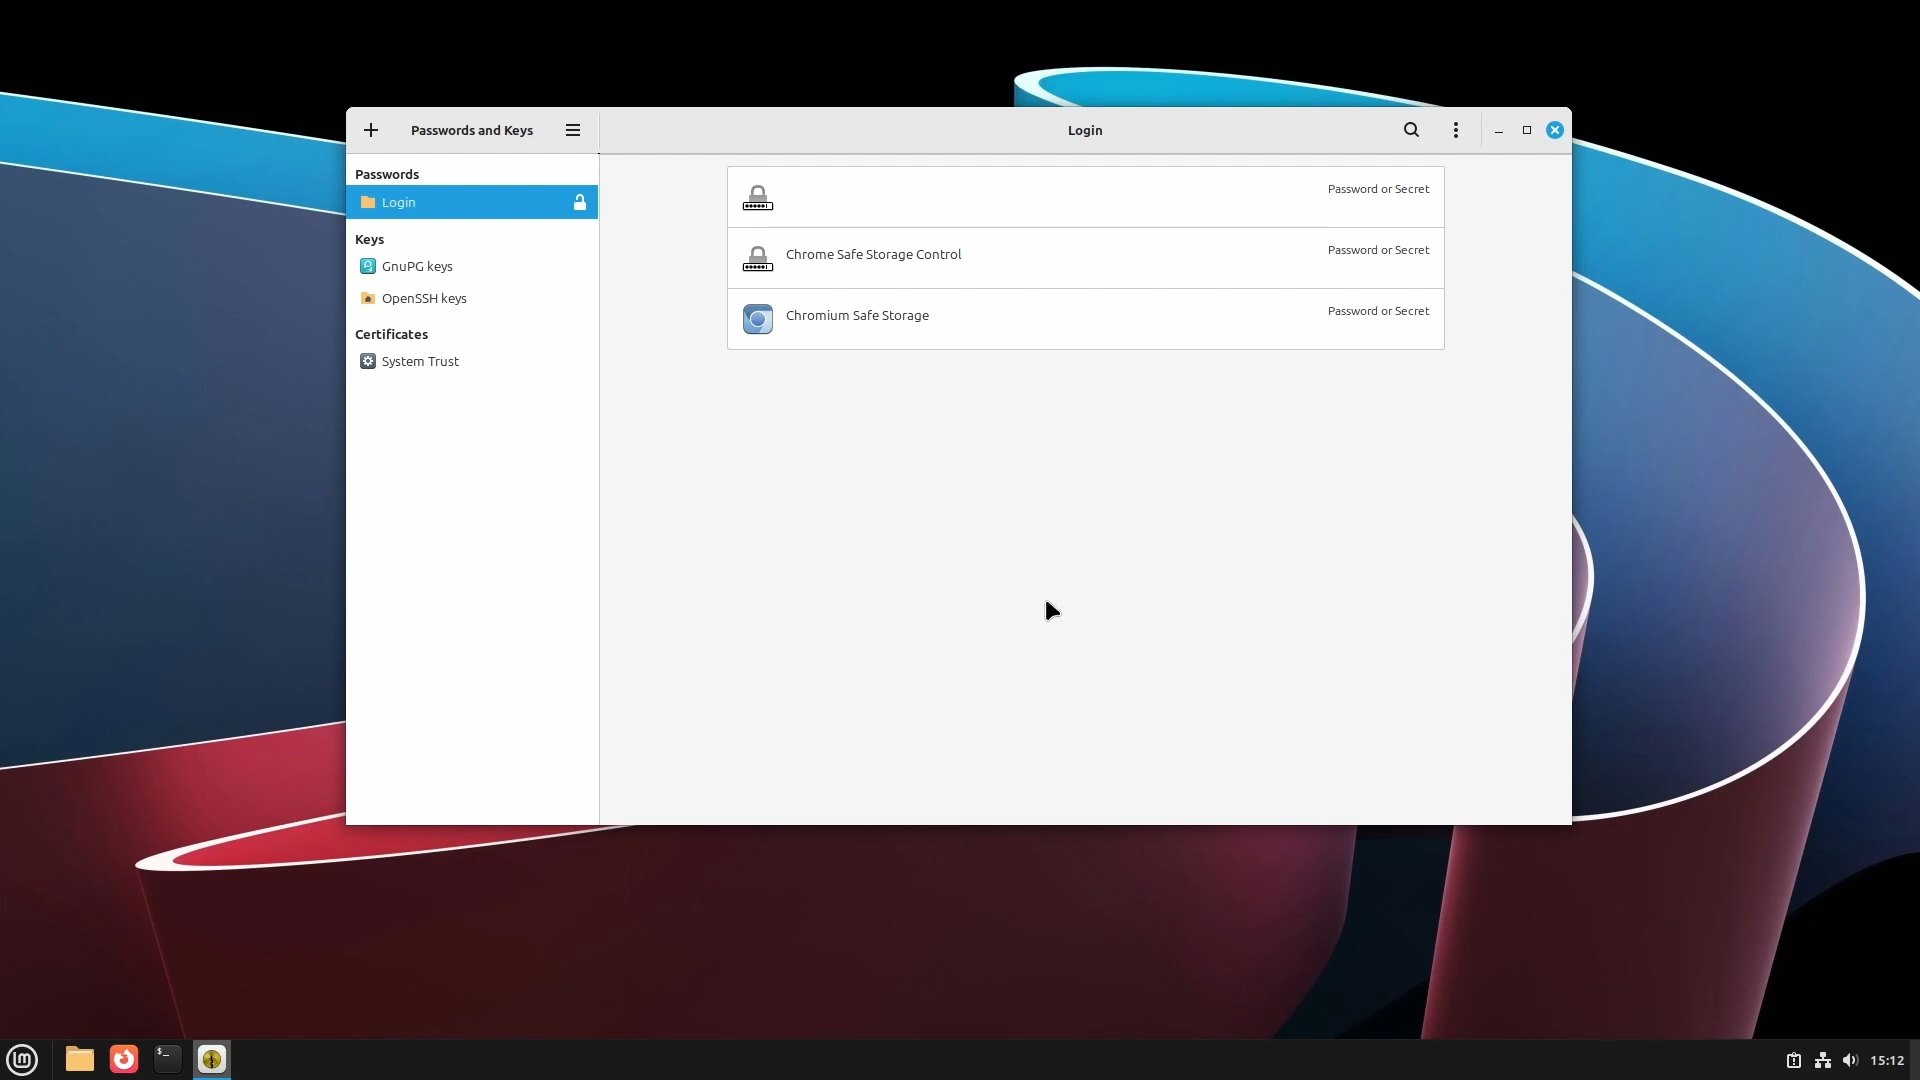 Passwords and Keys
Login
Passwords
Login
Keys
GnuPG keys
OpenSSH keys
Certificates
System Trust
Password or Secret
Chrome Safe Storage Control
Password or Secret
Chromium Safe Storage
Password or Secret
15:12